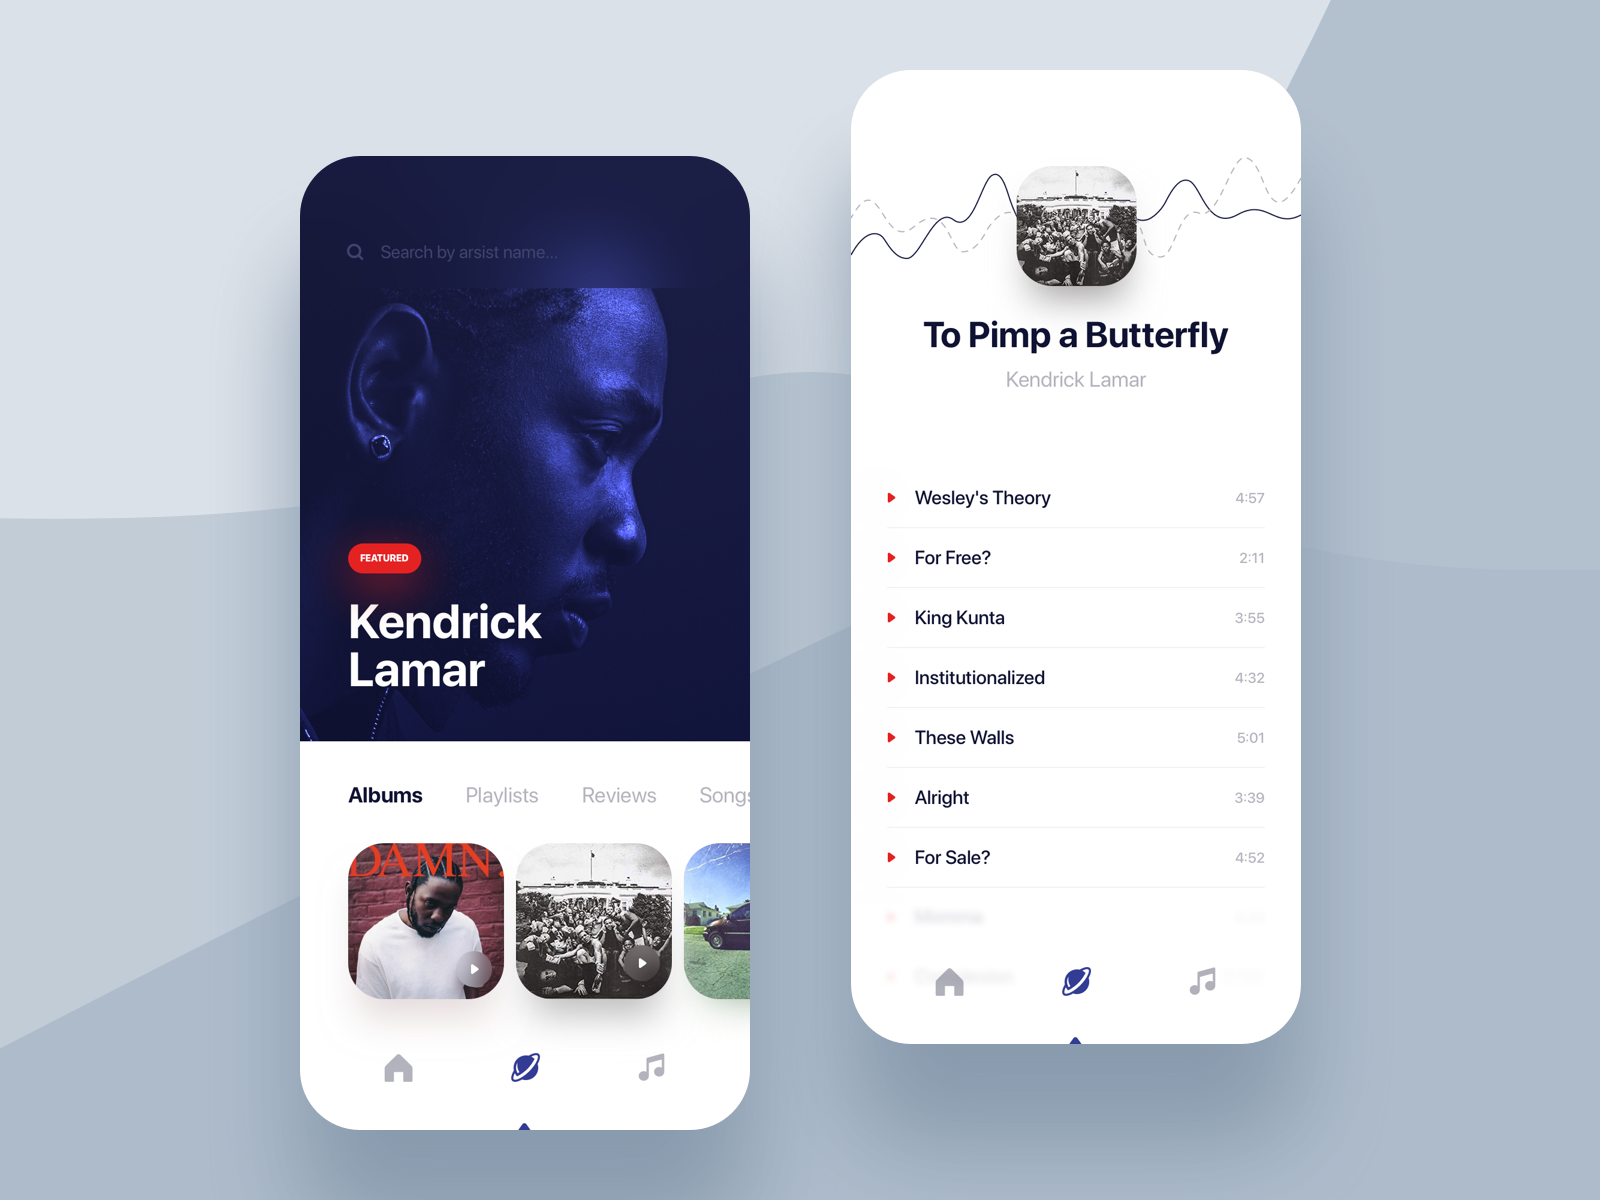 Search by arsist name...
FEATURED
Kendrick
Lamar
Albums Playlists Reviews Songs
DAMN.
To Pimp a Butterfly
Kendrick Lamar
Wesley's Theory 4:57
For Free? 2:11
King Kunta 3:55
Institutionalized 4:32
These Walls 5:01
Alright 3:39
For Sale? 4:52
Momma